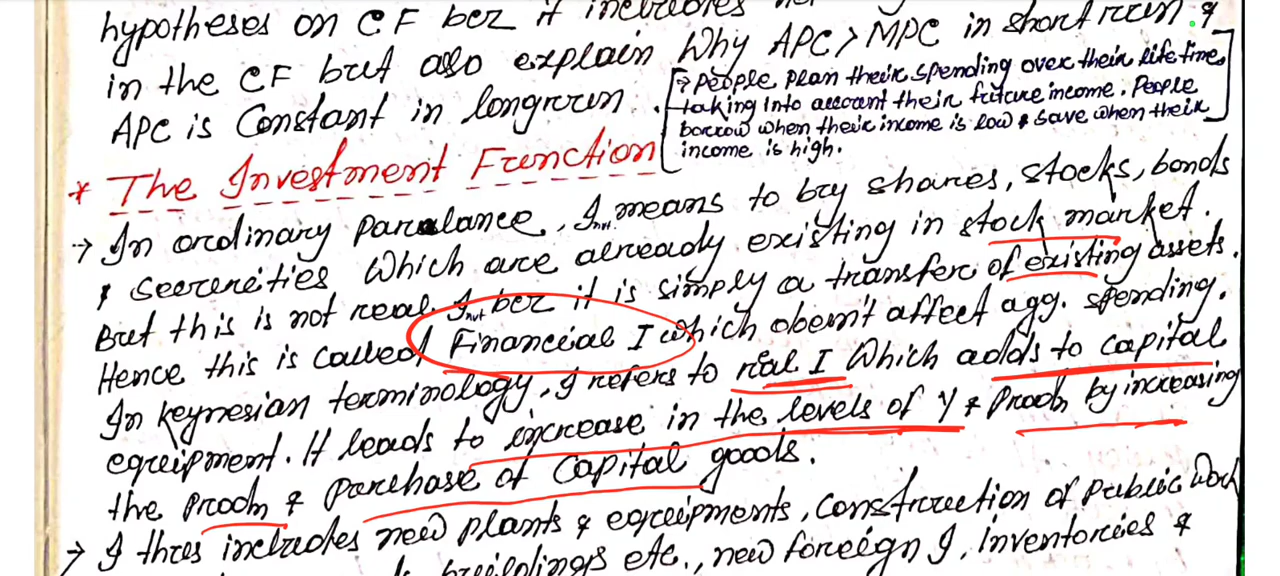 hypotheses on CF bcz it includes
in the CF but also explain Why APC > MPC in short run &
APC is Constant in longrun.
→ People plan their spending over their life time,
taking into account their future income. People
borrow when their income is low & save when their
income is high.
* The Investment Function
→ In ordinary paralance, I means to buy shares, stocks, bonds
& securities Which are already existing in stock market.
But this is not real I bcz it is simply a transfer of existing assets.
Hence this is called Financial I which doesn't affect agg. spending.
In keynesian terminology, I refers to real I Which adds to capital
equipment. It leads to increase in the levels of Y & Prodn by increasing
the Prodn & purchase of Capital goods.
→ I thus includes new plants & equipments, construction of public work
buildings etc., new foreign I, inventories &